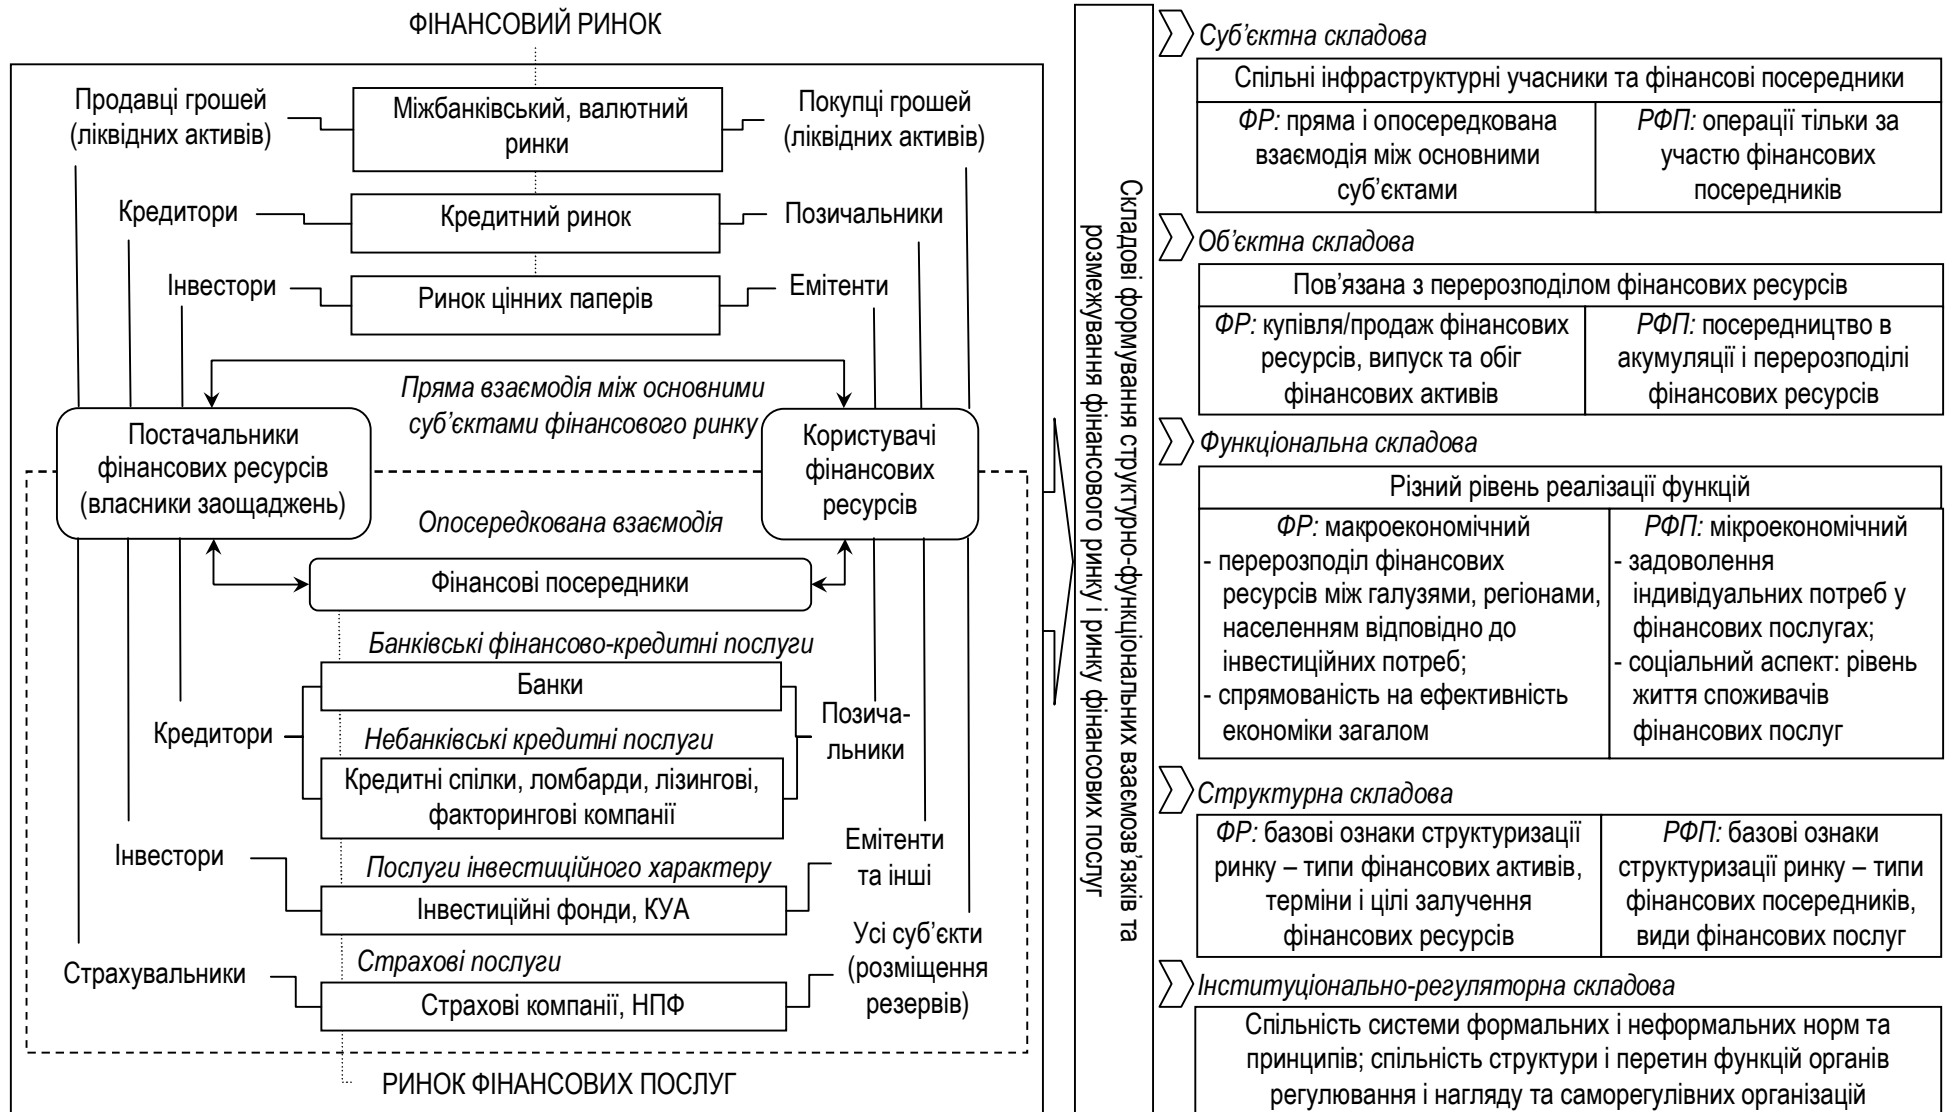 ФІНАНСОВИЙ РИНОК
Продавці грошей
(ліквідних активів)
Міжбанківський, валютний
ринки
Покупці грошей
(ліквідних активів)
Кредитори
Кредитний ринок
Позичальники
Інвестори
Ринок цінних паперів
Емітенти
Пряма взаємодія між основними
суб’єктами фінансового ринку
Постачальники
фінансових ресурсів
(власники заощаджень)
Користувачі
фінансових
ресурсів
Опосередкована взаємодія
Фінансові посередники
Банківські фінансово-кредитні послуги
Банки
Кредитори
Позича-
льники
Небанківські кредитні послуги
Кредитні спілки, ломбарди, лізингові,
факторингові компанії
Інвестори
Емітенти
та інші
Послуги інвестиційного характеру
Інвестиційні фонди, КУА
Страхувальники
Усі суб’єкти
(розміщення
резервів)
Страхові послуги
Страхові компанії, НПФ
РИНОК ФІНАНСОВИХ ПОСЛУГ
Складові формування структурно-функціональних взаємозв’язків та
розмежування фінансового ринку і ринку фінансових послуг
Суб’єктна складова
Спільні інфраструктурні учасники та фінансові посередники
ФР: пряма і опосередкована
взаємодія між основними
суб’єктами
РФП: операції тільки за
участю фінансових
посередників
Об’єктна складова
Пов’язана з перерозподілом фінансових ресурсів
ФР: купівля/продаж фінансових
ресурсів, випуск та обіг
фінансових активів
РФП: посередництво в
акумуляції і перерозподілі
фінансових ресурсів
Функціональна складова
Різний рівень реалізації функцій
ФР: макроекономічний
- перерозподіл фінансових
ресурсів між галузями, регіонами,
населенням відповідно до
інвестиційних потреб;
- спрямованість на ефективність
економіки загалом
РФП: мікроекономічний
- задоволення
індивідуальних потреб у
фінансових послугах;
- соціальний аспект: рівень
життя споживачів
фінансових послуг
Структурна складова
ФР: базові ознаки структуризації
ринку – типи фінансових активів,
терміни і цілі залучення
фінансових ресурсів
РФП: базові ознаки
структуризації ринку – типи
фінансових посередників,
види фінансових послуг
Інституціонально-регуляторна складова
Спільність системи формальних і неформальних норм та
принципів; спільність структури і перетин функцій органів
регулювання і нагляду та саморегулівних організацій